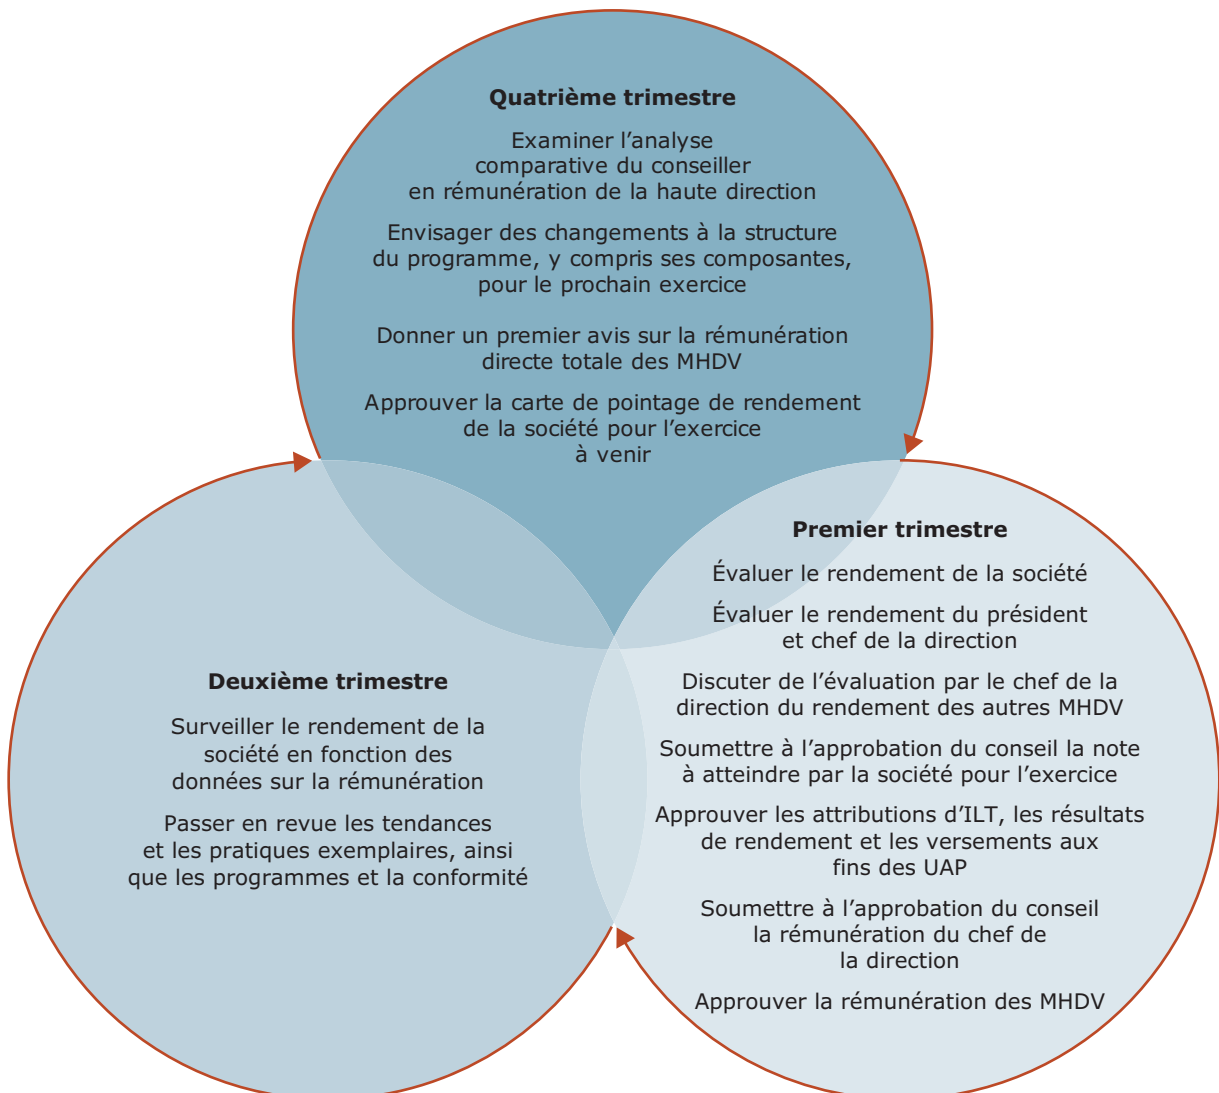 Quatrième trimestre
Examiner l’analyse
comparative du conseiller
en rémunération de la haute direction
Envisager des changements à la structure
du programme, y compris ses composantes,
pour le prochain exercice
Donner un premier avis sur la rémunération
directe totale des MHDV
Approuver la carte de pointage de rendement
de la société pour l’exercice
à venir
Premier trimestre
Évaluer le rendement de la société
Évaluer le rendement du président
et chef de la direction
Discuter de l’évaluation par le chef de la
direction du rendement des autres MHDV
Soumettre à l’approbation du conseil la note
à atteindre par la société pour l’exercice
Approuver les attributions d’ILT, les résultats
de rendement et les versements aux
fins des UAP
Soumettre à l’approbation du conseil
la rémunération du chef de
la direction
Approuver la rémunération des MHDV
Deuxième trimestre
Surveiller le rendement de la
société en fonction des
données sur la rémunération
Passer en revue les tendances
et les pratiques exemplaires, ainsi
que les programmes et la conformité